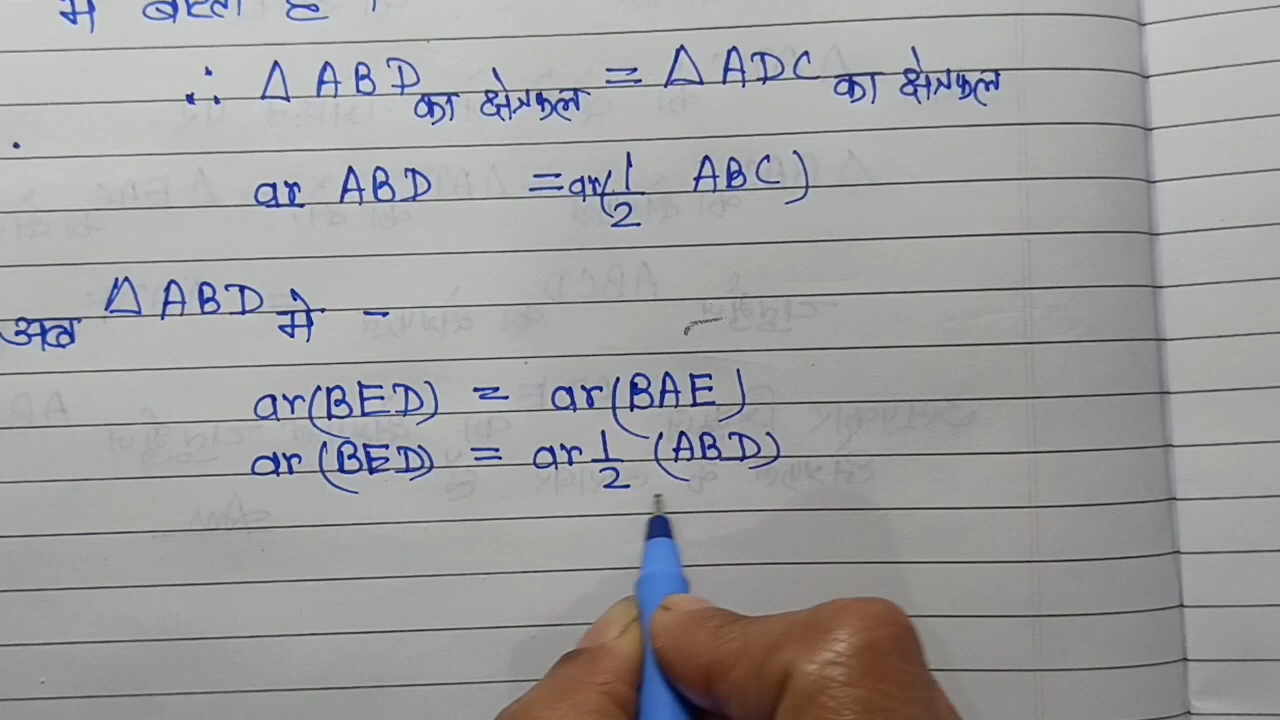 में बाटता है ।
∴ Δ ABD का क्षेत्रफल = Δ ADC का क्षेत्रफल
ar ABD = ar(1/2 ABC)
अब Δ ABD में -
ar(BED) = ar(BAE)
ar(BED) = ar 1/2 (ABD)